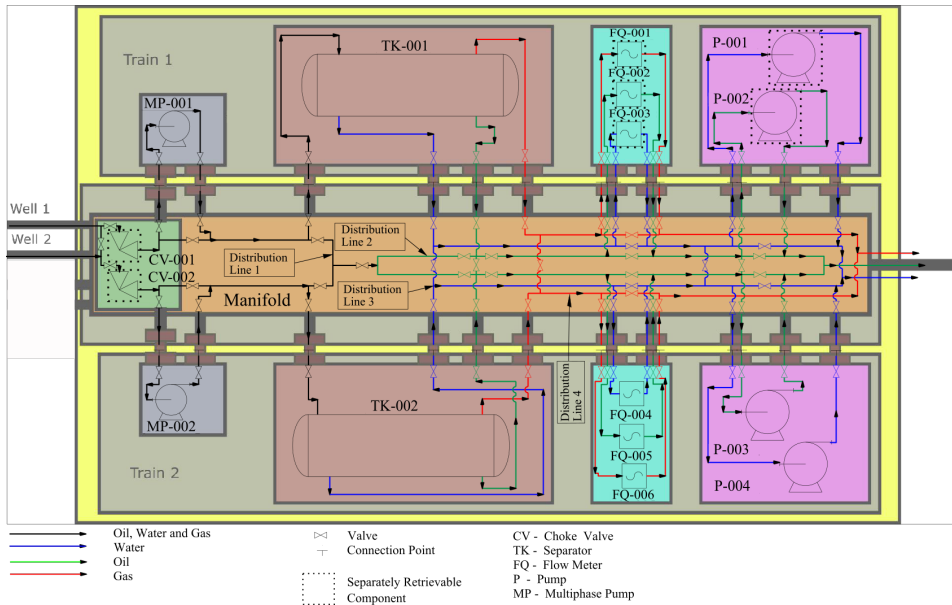 Train 1
TK-001
FQ-001
FQ-002
FQ-003
P-001
P-002
MP-001
Well 1
Well 2
CV-001
CV-002
Distribution
Line 1
Distribution
Line 2
Distribution
Line 3
Manifold
Distribution
Line 4
MP-002
TK-002
FQ-004
FQ-005
FQ-006
P-003
P-004
Train 2
Oil, Water and Gas
Water
Oil
Gas
Valve
Connection Point
Separately Retrievable
Component
CV - Choke Valve
TK - Separator
FQ - Flow Meter
P - Pump
MP - Multiphase Pump